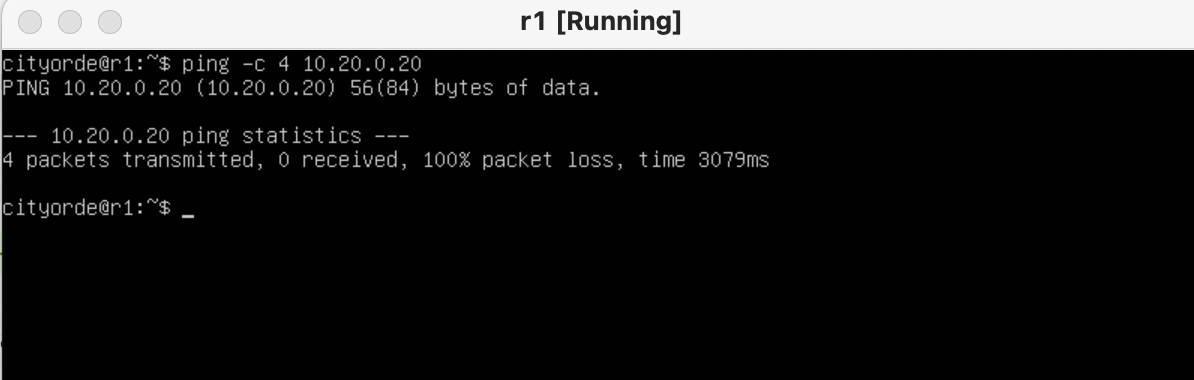 r1 [Running]
cityorde@r1:~$ ping -c 4 10.20.0.20
PING 10.20.0.20 (10.20.0.20) 56(84) bytes of data.
--- 10.20.0.20 ping statistics ---
4 packets transmitted, 0 received, 100% packet loss, time 3079ms
cityorde@r1:~$ _